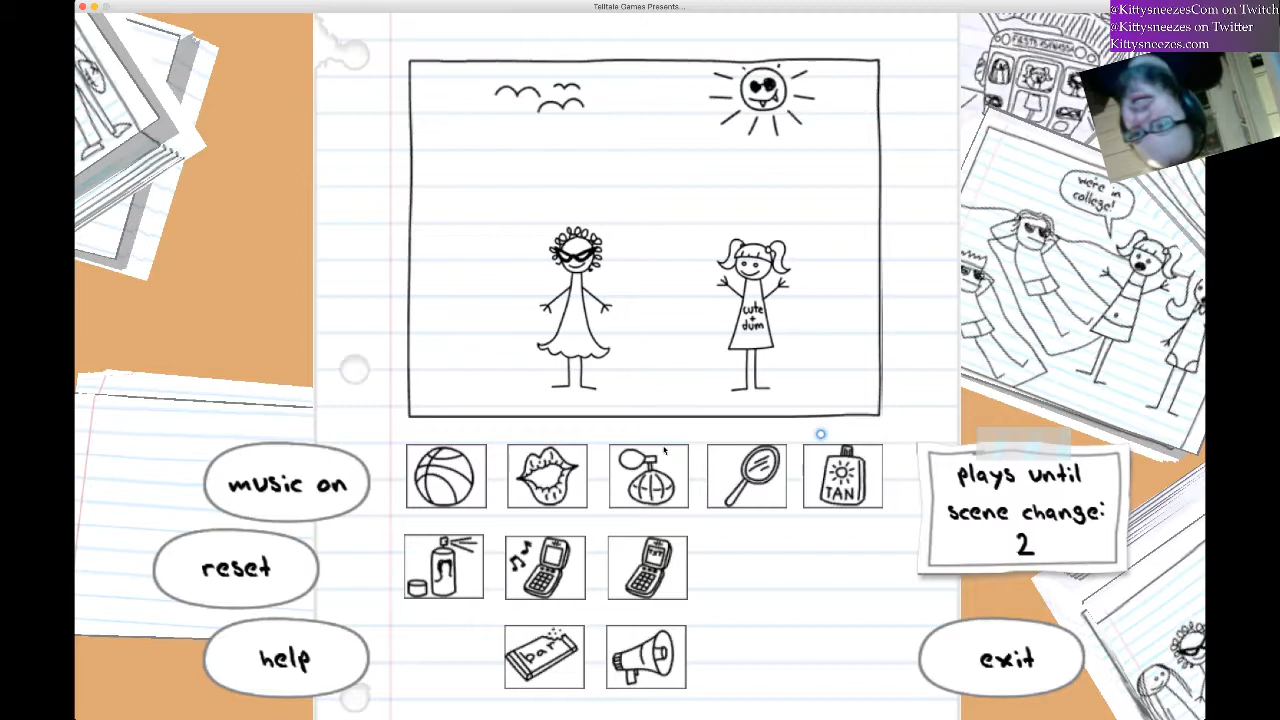 Telltale Games Presents...
@KittysneezesCom on Twitch
@Kittysneezes on Twitter
Kittysneezes.com
we're in
college!
cute
+
dum
TAN
TXT
bar
music on
reset
help
plays until
scene change:
2
exit